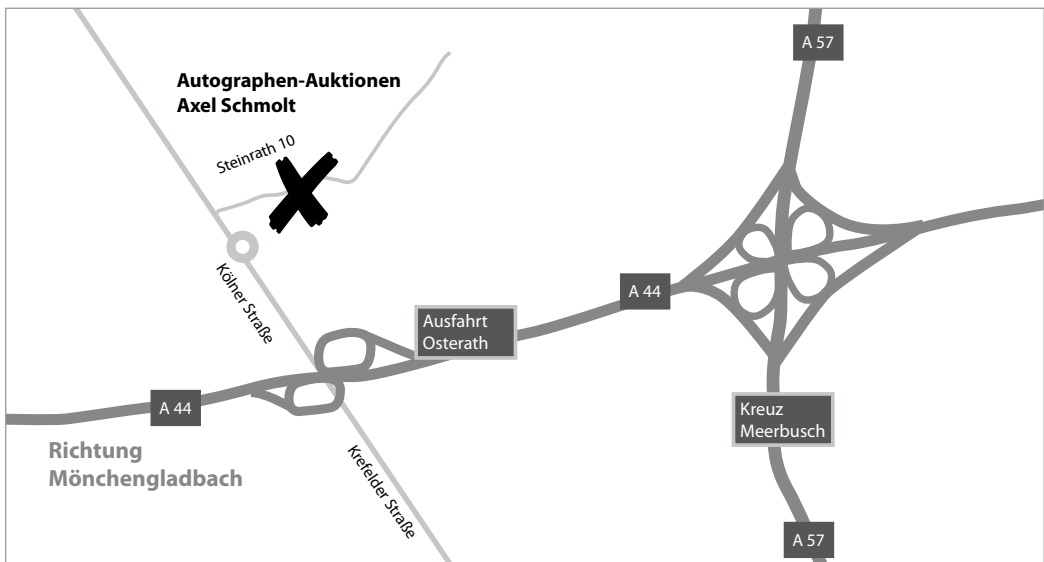 A 57
Autographen-Auktionen
Axel Schmolt
Steinrath 10
Kölner Straße
A 44
Ausfahrt
Osterath
A 44
Kreuz
Meerbusch
Richtung
Mönchengladbach
Krefelder Straße
A 57